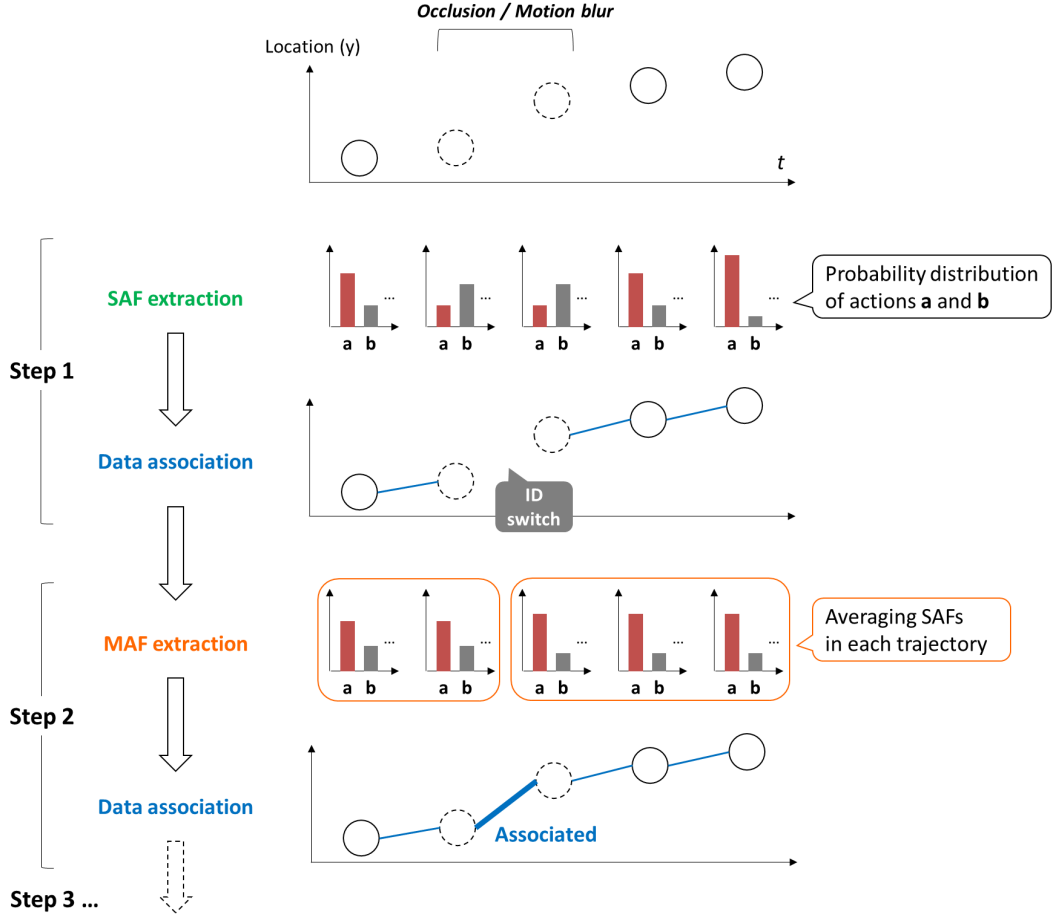 Occlusion / Motion blur
Location (y)
t
SAF extraction
... ... ... ... ...
a b a b a b a b a b
Probability distribution
of actions a and b
Step 1
Data association
ID
switch
MAF extraction
... ... ... ... ...
a b a b a b a b a b
Averaging SAFs
in each trajectory
Step 2
Data association
Associated
Step 3 ...